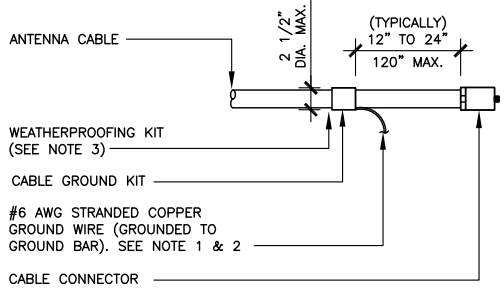 2 1/2"
DIA. MAX.
(TYPICALLY)
12" TO 24"
120" MAX.
ANTENNA CABLE
WEATHERPROOFING KIT
(SEE NOTE 3)
CABLE GROUND KIT
#6 AWG STRANDED COPPER
GROUND WIRE (GROUNDED TO
GROUND BAR). SEE NOTE 1 & 2
CABLE CONNECTOR